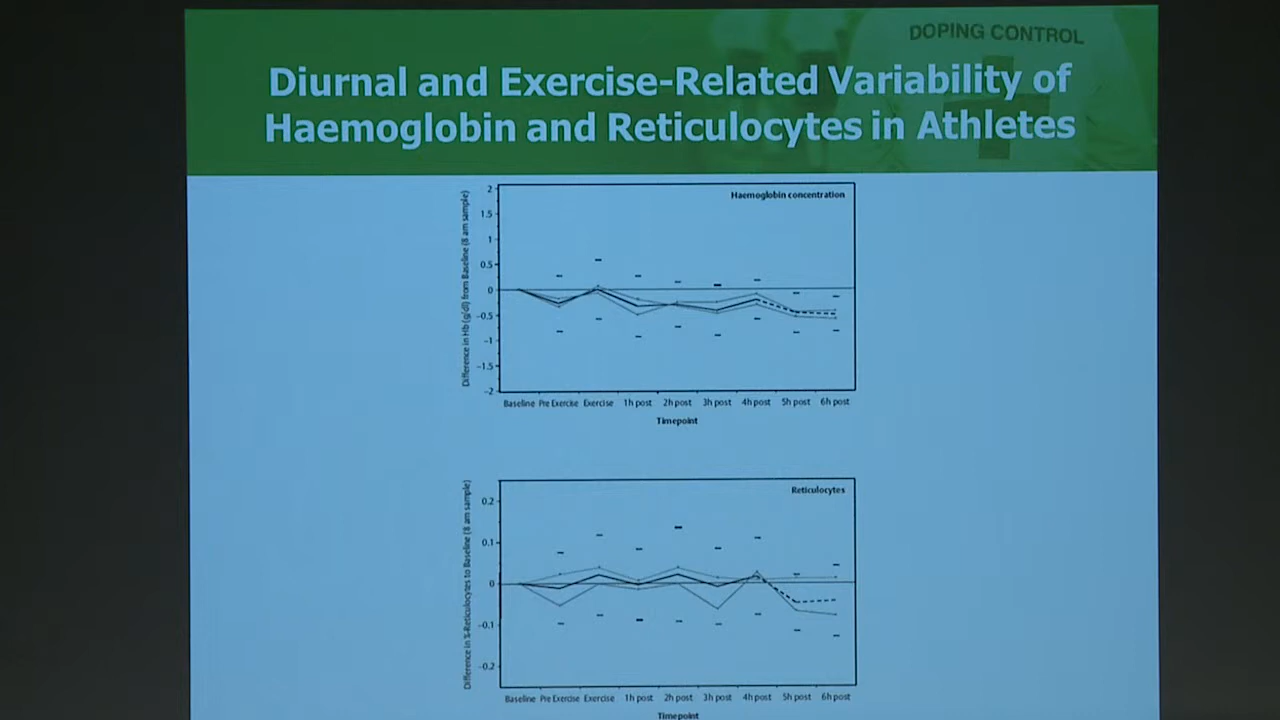 DOPING CONTROL
Diurnal and Exercise-Related Variability of
Haemoglobin and Reticulocytes in Athletes
Haemoglobin concentration
Difference in Hb (g/dl) from Baseline (8 am sample)
2
1.5
1
0.5
0
−0.5
−1
−1.5
−2
Baseline Pre Exercise Exercise 1h post 2h post 3h post 4h post 5h post 6h post
Timepoint
Reticulocytes
Difference in %-Reticulocytes to Baseline (8 am sample)
0.2
0.1
0
−0.1
−0.2
Baseline Pre Exercise Exercise 1h post 2h post 3h post 4h post 5h post 6h post
Timepoint